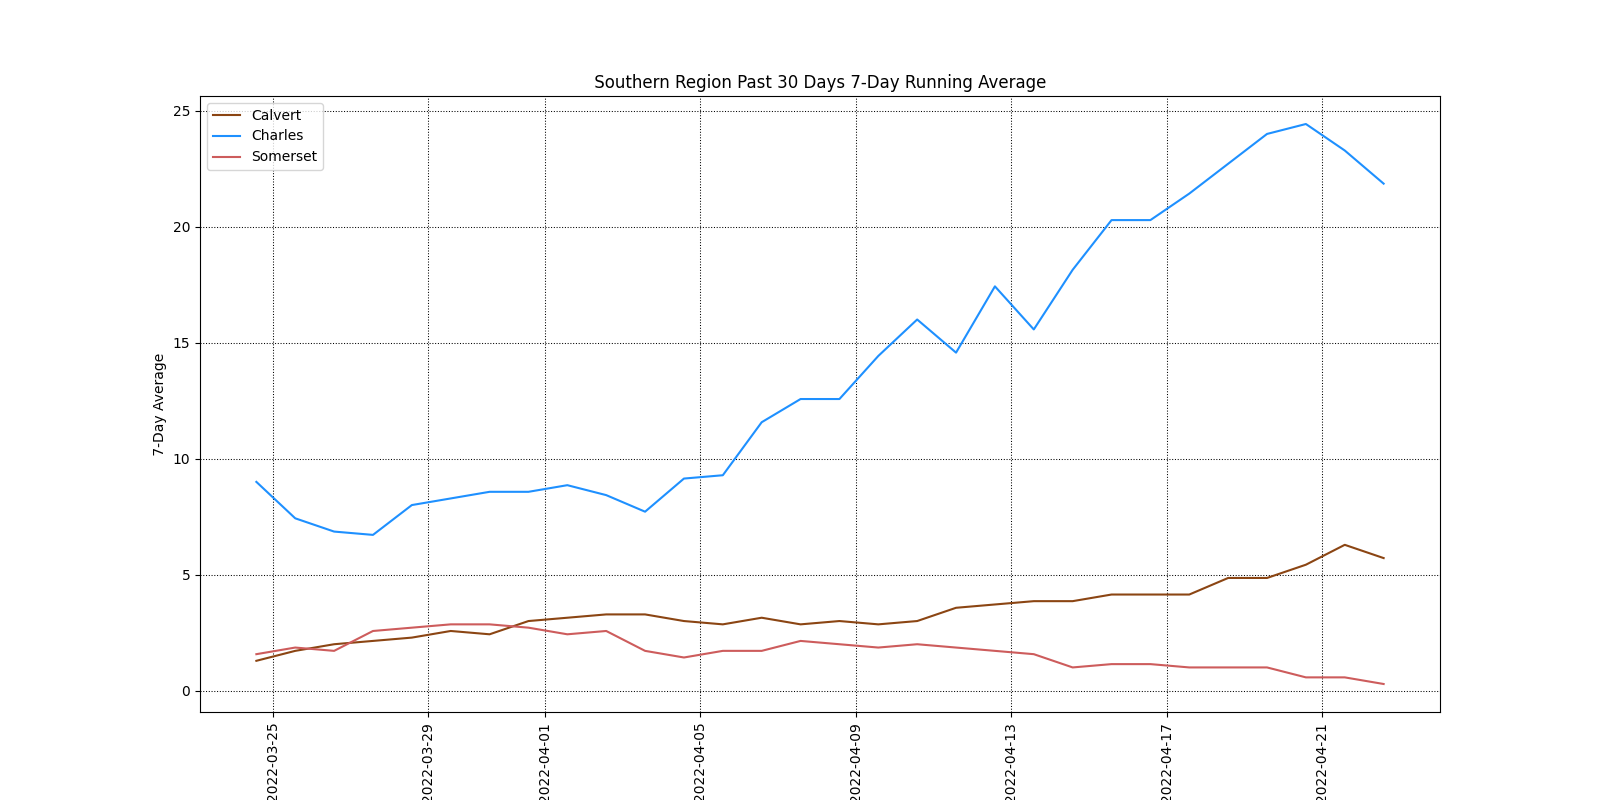 Southern Region Past 30 Days 7-Day Running Average
Calvert
Charles
Somerset
25
20
15
10
5
0
7-Day Average
2022-03-25
2022-03-29
2022-04-01
2022-04-05
2022-04-09
2022-04-13
2022-04-17
2022-04-21